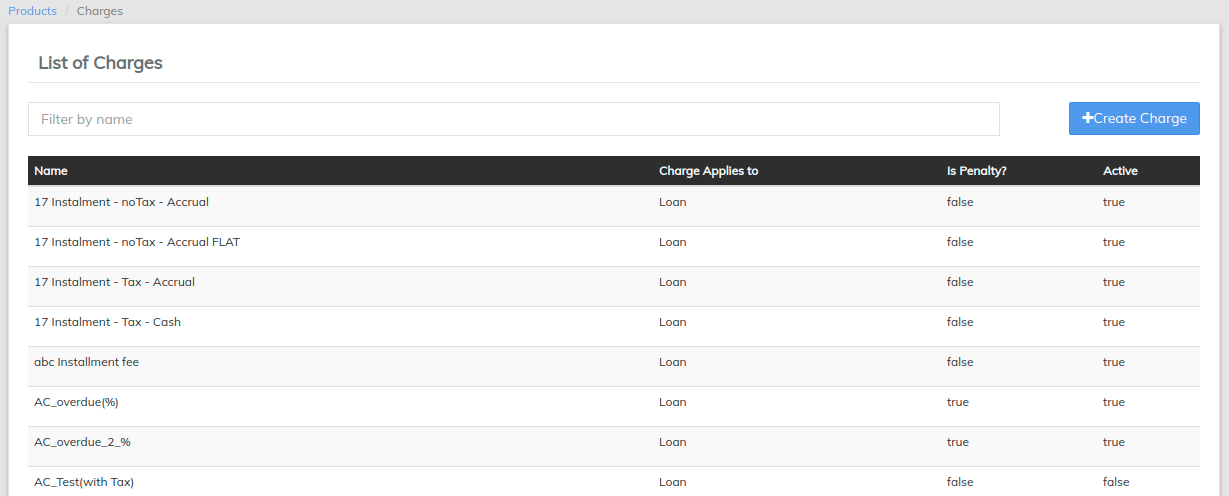 Products / Charges
List of Charges
Filter by name
+Create Charge
Name Charge Applies to Is Penalty? Active
17 Instalment - noTax - Accrual Loan false true
17 Instalment - noTax - Accrual FLAT Loan false true
17 Instalment - Tax - Accrual Loan false true
17 Instalment - Tax - Cash Loan false true
abc Installment fee Loan false true
AC_overdue(%) Loan true true
AC_overdue_2_% Loan true true
AC_Test(with Tax) Loan false false